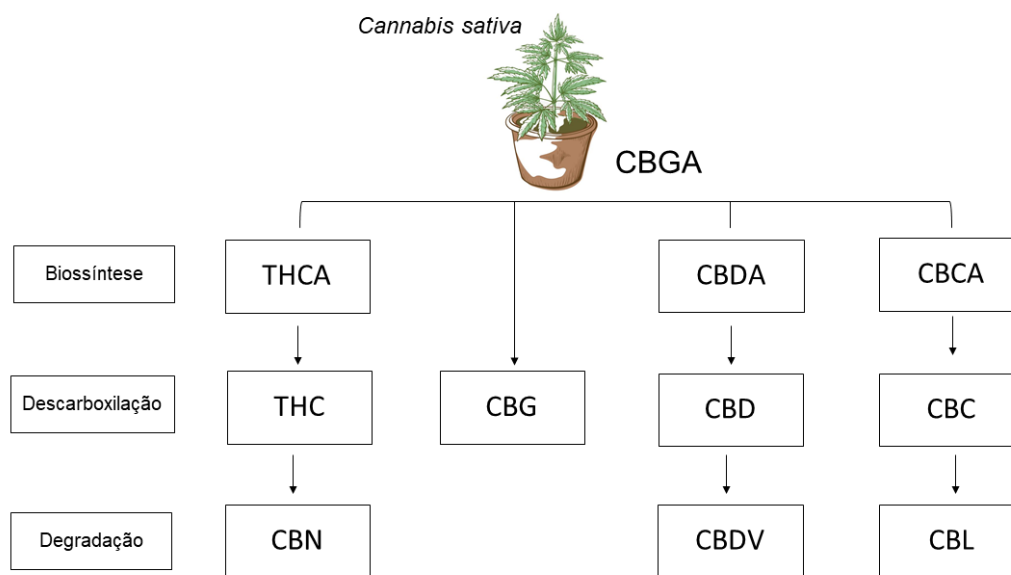 Cannabis sativa
CBGA
Biossíntese
THCA
CBDA
CBCA
Descarboxilação
THC
CBG
CBD
CBC
Degradação
CBN
CBDV
CBL